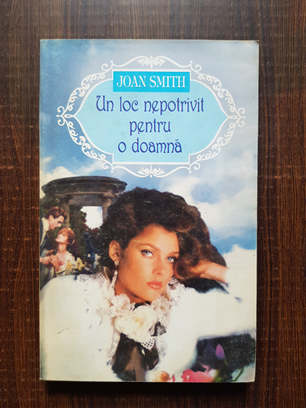 JOAN SMITH
Un loc nepotrivit
pentru
o doamnă